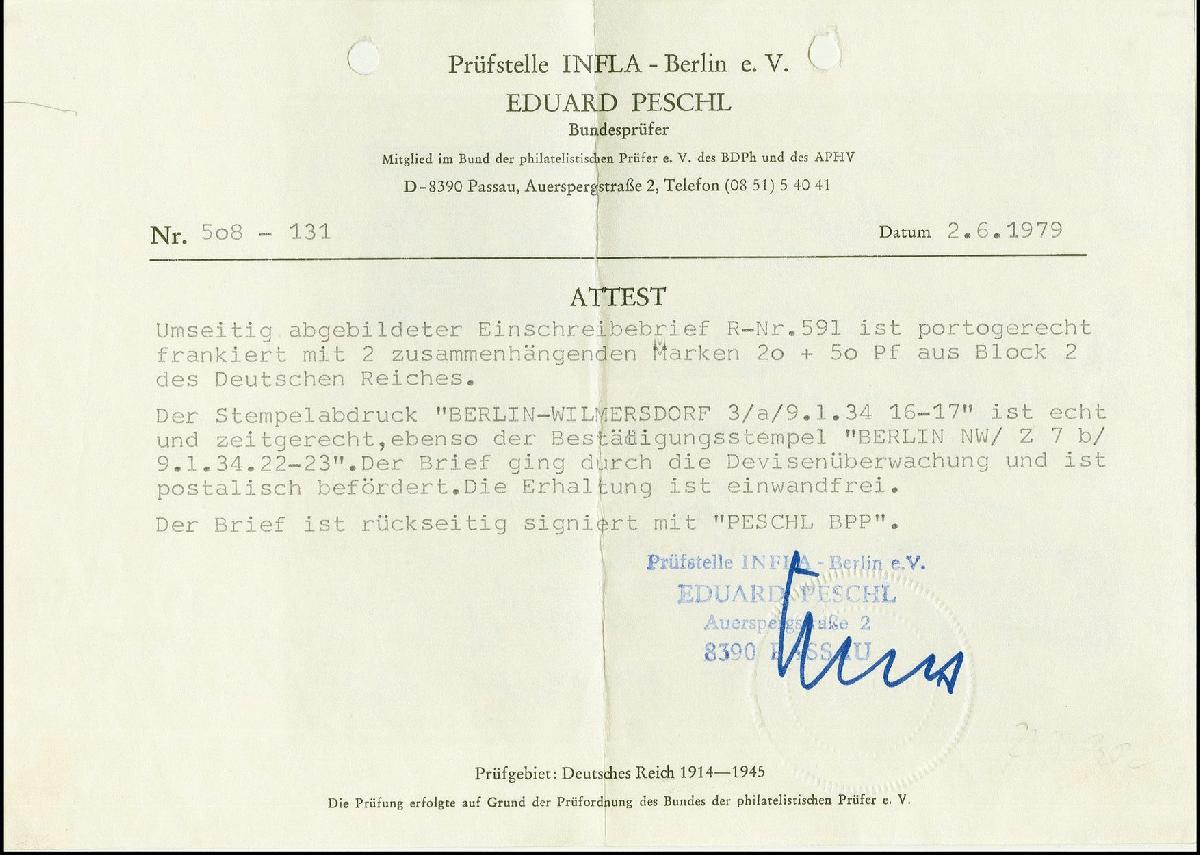 Prüfstelle INFLA - Berlin e. V.
EDUARD PESCHL
Bundesprüfer
Mitglied im Bund der philatelistischen Prüfer e. V. des BDPh und des APHV
D-8390 Passau, Auerspergstraße 2, Telefon (08 51) 5 40 41
Nr. 5o8 - 131 Datum 2.6.1979
ATTEST
Umseitig abgebildeter Einschreibebrief R-Nr.591 ist portogerecht
frankiert mit 2 zusammenhängenden Marken 2o + 5o Pf aus Block 2
des Deutschen Reiches.
Der Stempelabdruck "BERLIN-WILMERSDORF 3/a/9.1.34 16-17" ist echt
und zeitgerecht,ebenso der Bestätigungsstempel "BERLIN NW/ Z 7 b/
9.1.34.22-23".Der Brief ging durch die Devisenüberwachung und ist
postalisch befördert.Die Erhaltung ist einwandfrei.
Der Brief ist rückseitig signiert mit "PESCHL BPP".
Prüfstelle INFLA - Berlin e.V.
EDUARD PESCHL
Auerspergstraße 2
8390 PASSAU
Prüfgebiet: Deutsches Reich 1914—1945
Die Prüfung erfolgte auf Grund der Prüfordnung des Bundes der philatelistischen Prüfer e. V.